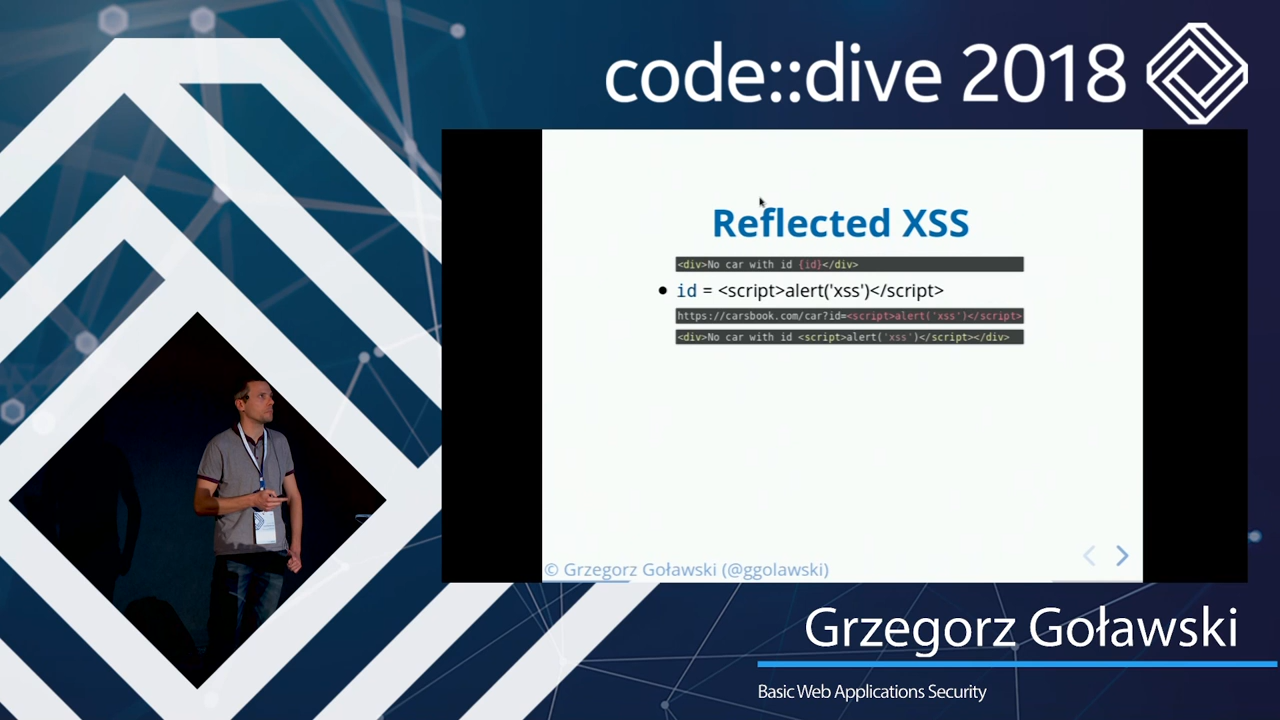 code::dive 2018
Reflected XSS
<div>No car with id {id}</div>
● id = <script>alert('xss')</script>
https://carsbook.com/car?id=<script>alert('xss')</script>
<div>No car with id <script>alert('xss')</script></div>
© Grzegorz Goławski (@ggolawski)
Grzegorz Goławski
Basic Web Applications Security